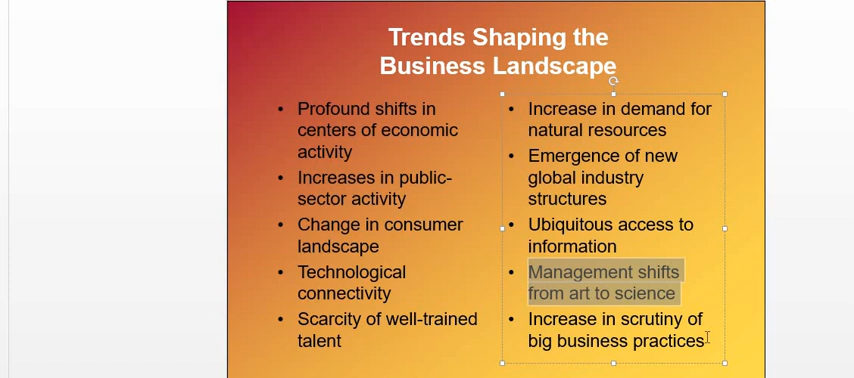 Trends Shaping the
Business Landscape
• Profound shifts in
centers of economic
activity
• Increases in public-
sector activity
• Change in consumer
landscape
• Technological
connectivity
• Scarcity of well-trained
talent
• Increase in demand for
natural resources
• Emergence of new
global industry
structures
• Ubiquitous access to
information
• Management shifts
from art to science
• Increase in scrutiny of
big business practices